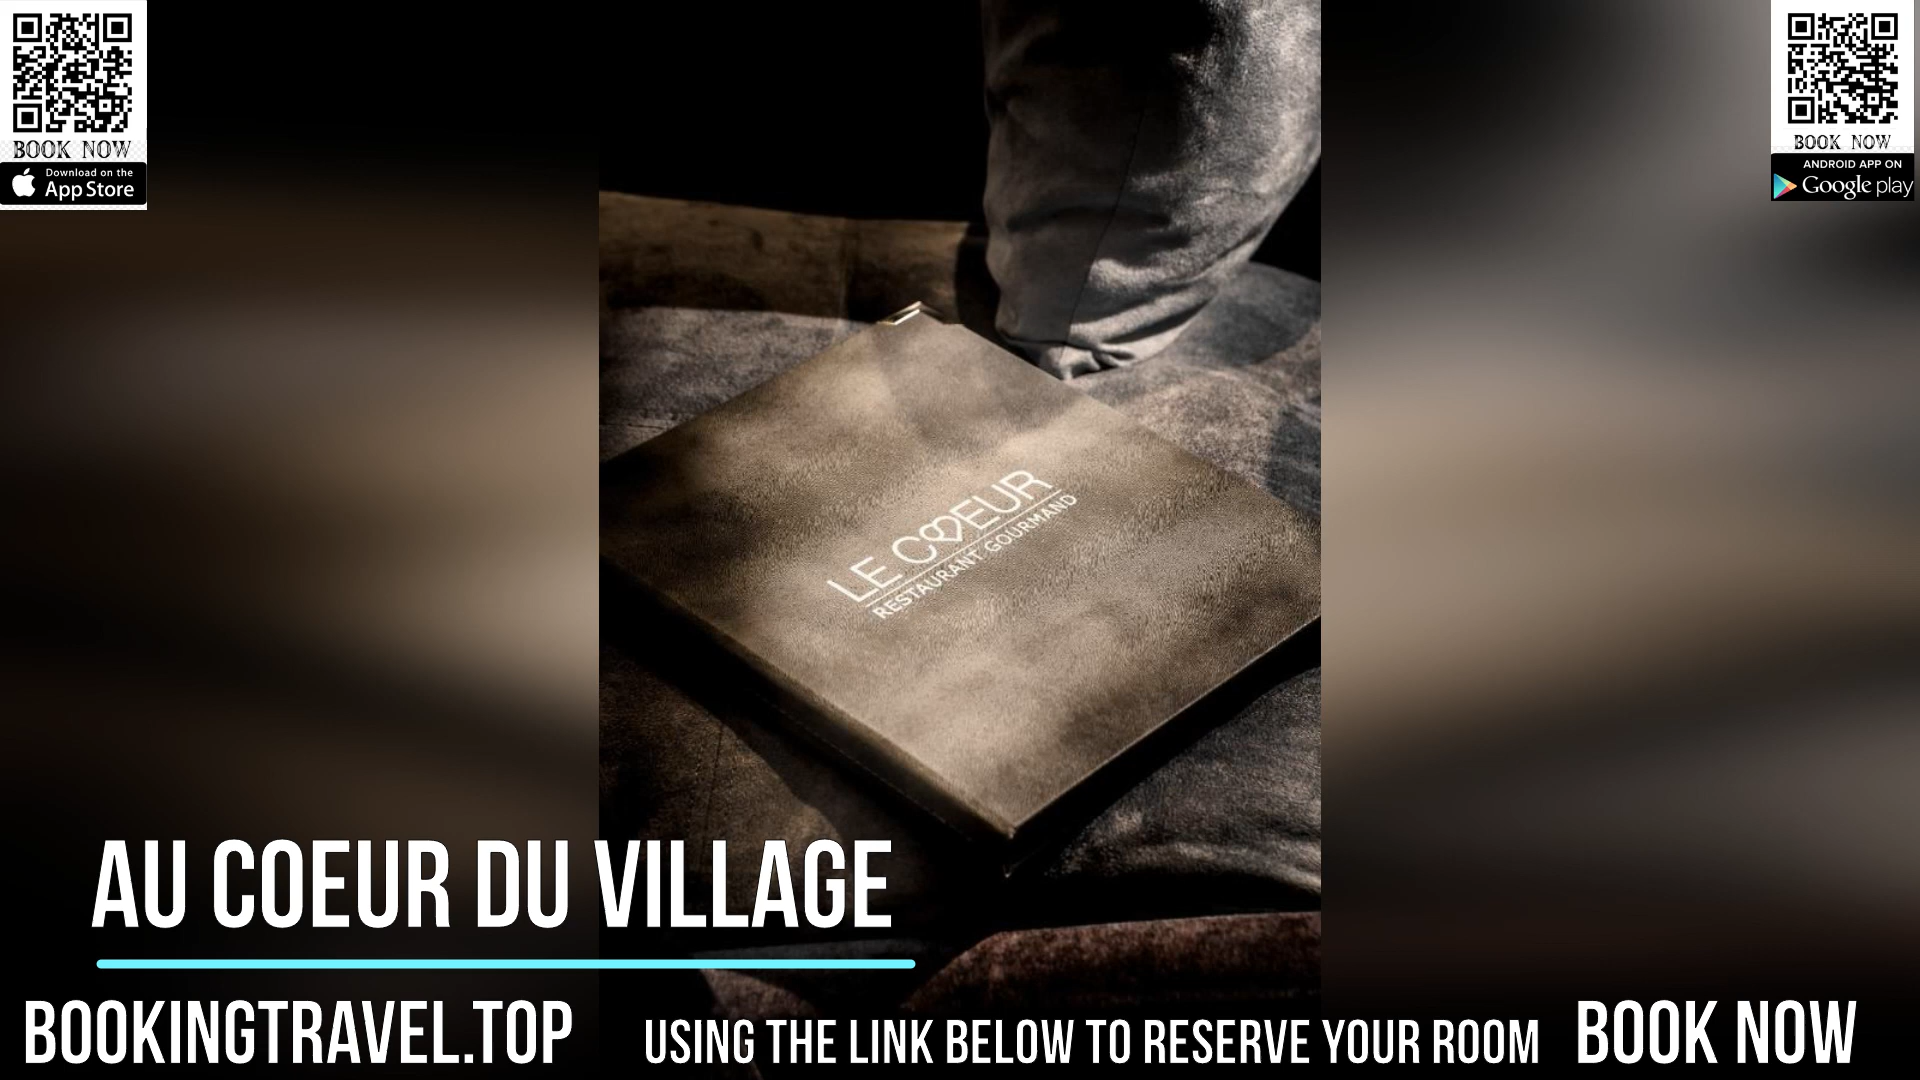 BOOK NOW
Download on the
App Store
BOOK NOW
ANDROID APP ON
Google play
LE CŒUR
RESTAURANT GOURMAND
AU COEUR DU VILLAGE
BOOKINGTRAVEL.TOP
USING THE LINK BELOW TO RESERVE YOUR ROOM
BOOK NOW